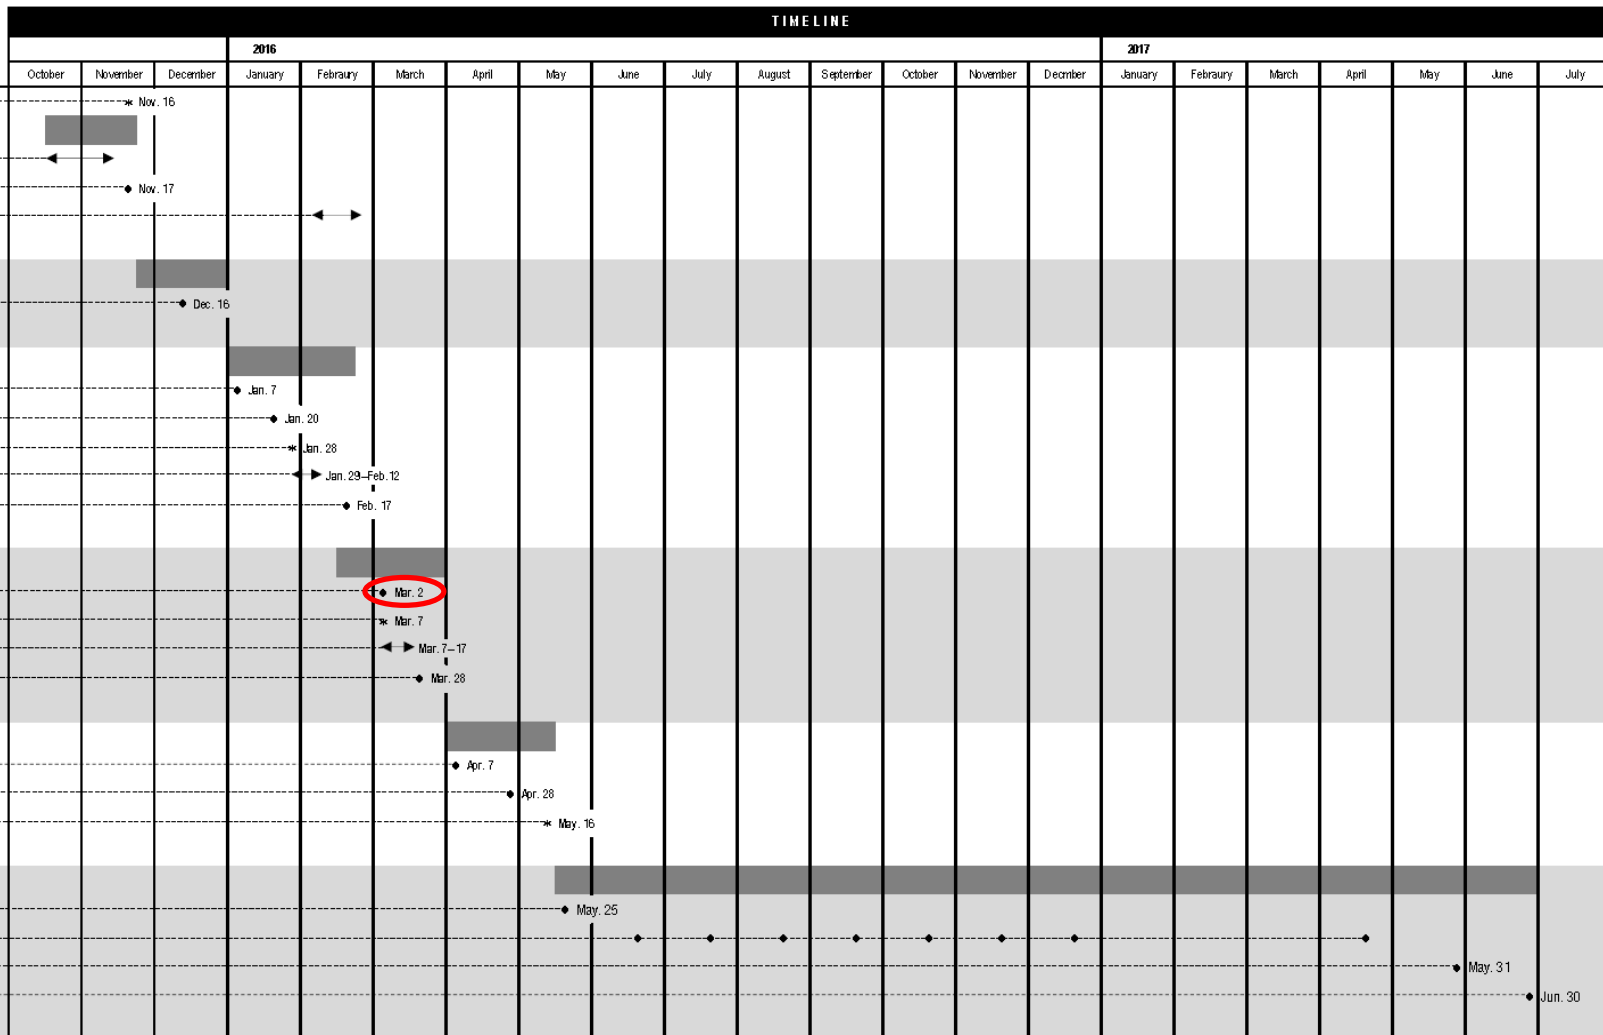 TIMELINE
2016 2017
October November December January Febraury March April May June July August September October November Decmber January Febraury March April May June July
Nov. 16
Nov. 17
Dec. 16
Jan. 7
Jan. 20
Jan. 28
Jan. 29–Feb. 12
Feb. 17
Mar. 2
Mar. 7
Mar. 7–17
Mar. 28
Apr. 7
Apr. 28
May. 16
May. 25
May. 31
Jun. 30